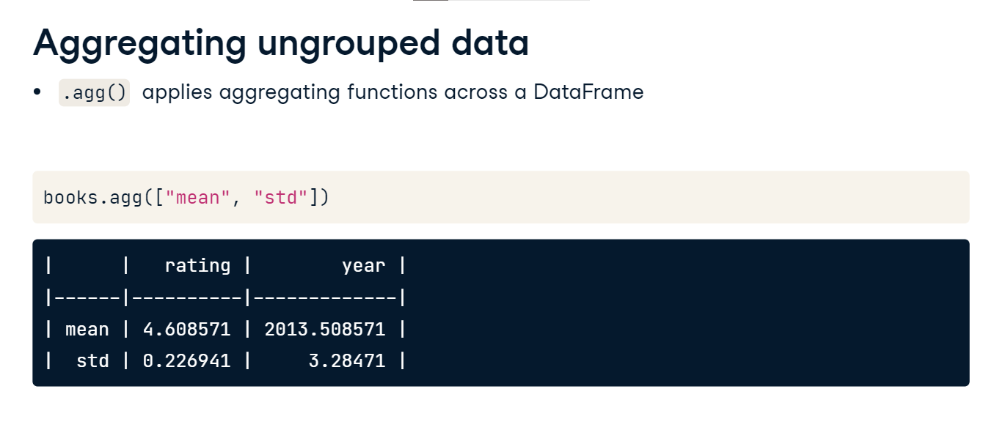 Aggregating ungrouped data
• .agg() applies aggregating functions across a DataFrame
books.agg(["mean", "std"])
|      |   rating |        year |
|------|----------|-------------|
| mean | 4.608571 | 2013.508571 |
|  std | 0.226941 |     3.28471 |